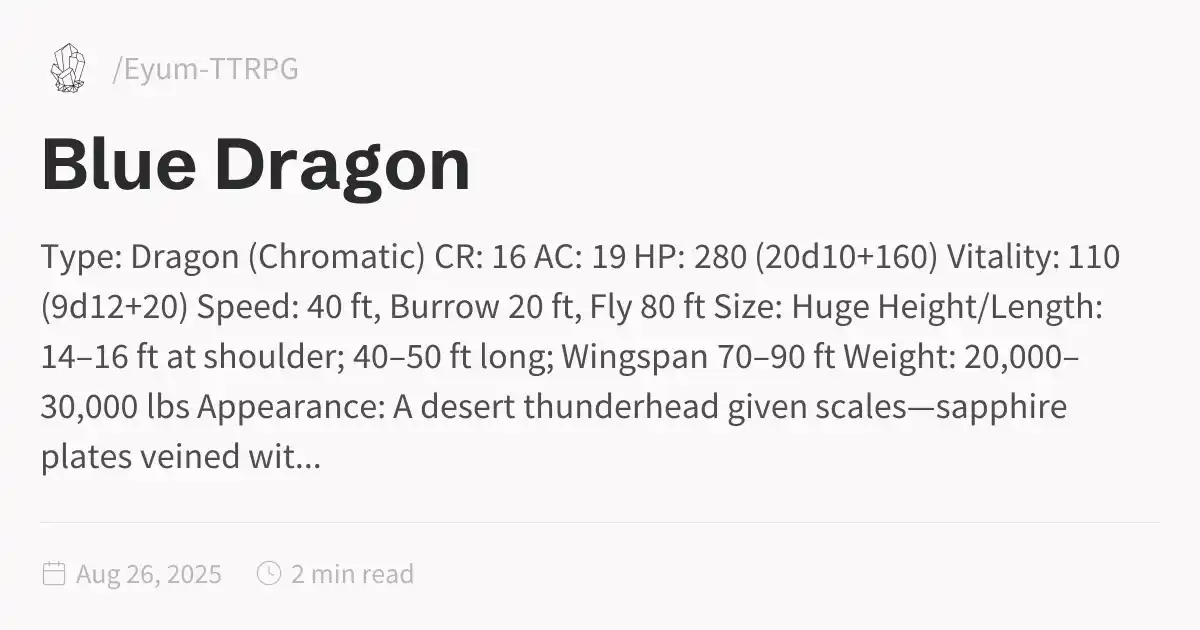 /Eyum-TTRPG
Blue Dragon
Type: Dragon (Chromatic) CR: 16 AC: 19 HP: 280 (20d10+160) Vitality: 110
(9d12+20) Speed: 40 ft, Burrow 20 ft, Fly 80 ft Size: Huge Height/Length:
14–16 ft at shoulder; 40–50 ft long; Wingspan 70–90 ft Weight: 20,000–
30,000 lbs Appearance: A desert thunderhead given scales—sapphire
plates veined wit...
Aug 26, 2025 2 min read